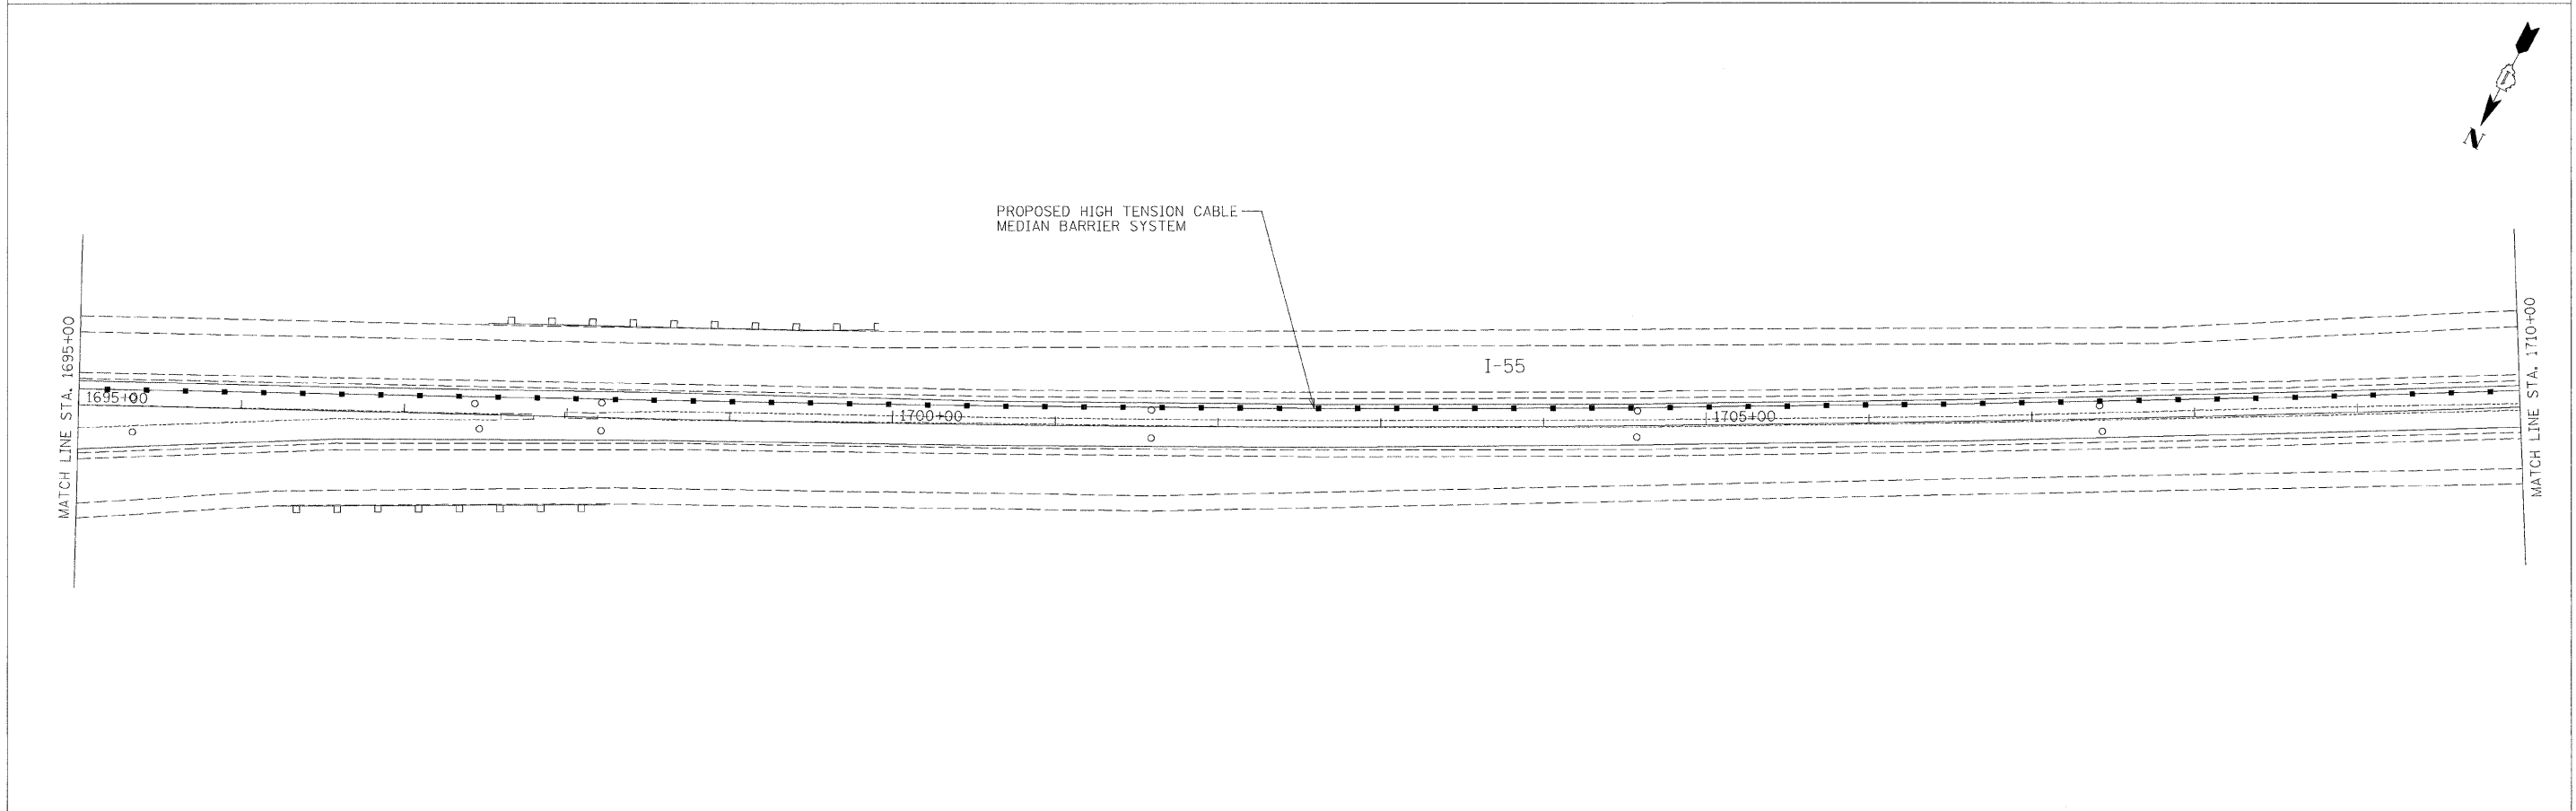 N
PROPOSED HIGH TENSION CABLE
MEDIAN BARRIER SYSTEM
MATCH LINE STA. 1695+00
MATCH LINE STA. 1710+00
I-55
1695+00
1700+00
1705+00